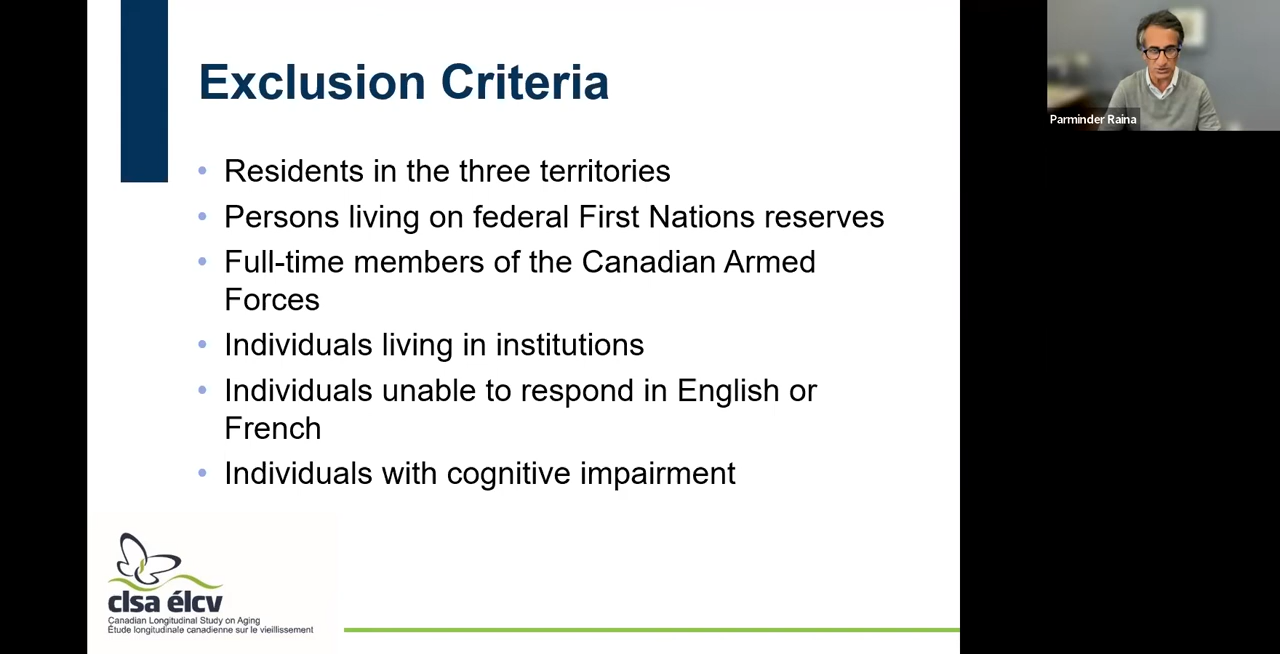 Exclusion Criteria
Parminder Raina
• Residents in the three territories
• Persons living on federal First Nations reserves
• Full-time members of the Canadian Armed
Forces
• Individuals living in institutions
• Individuals unable to respond in English or
French
• Individuals with cognitive impairment
clsa élcv
Canadian Longitudinal Study on Aging
Étude longitudinale canadienne sur le vieillissement